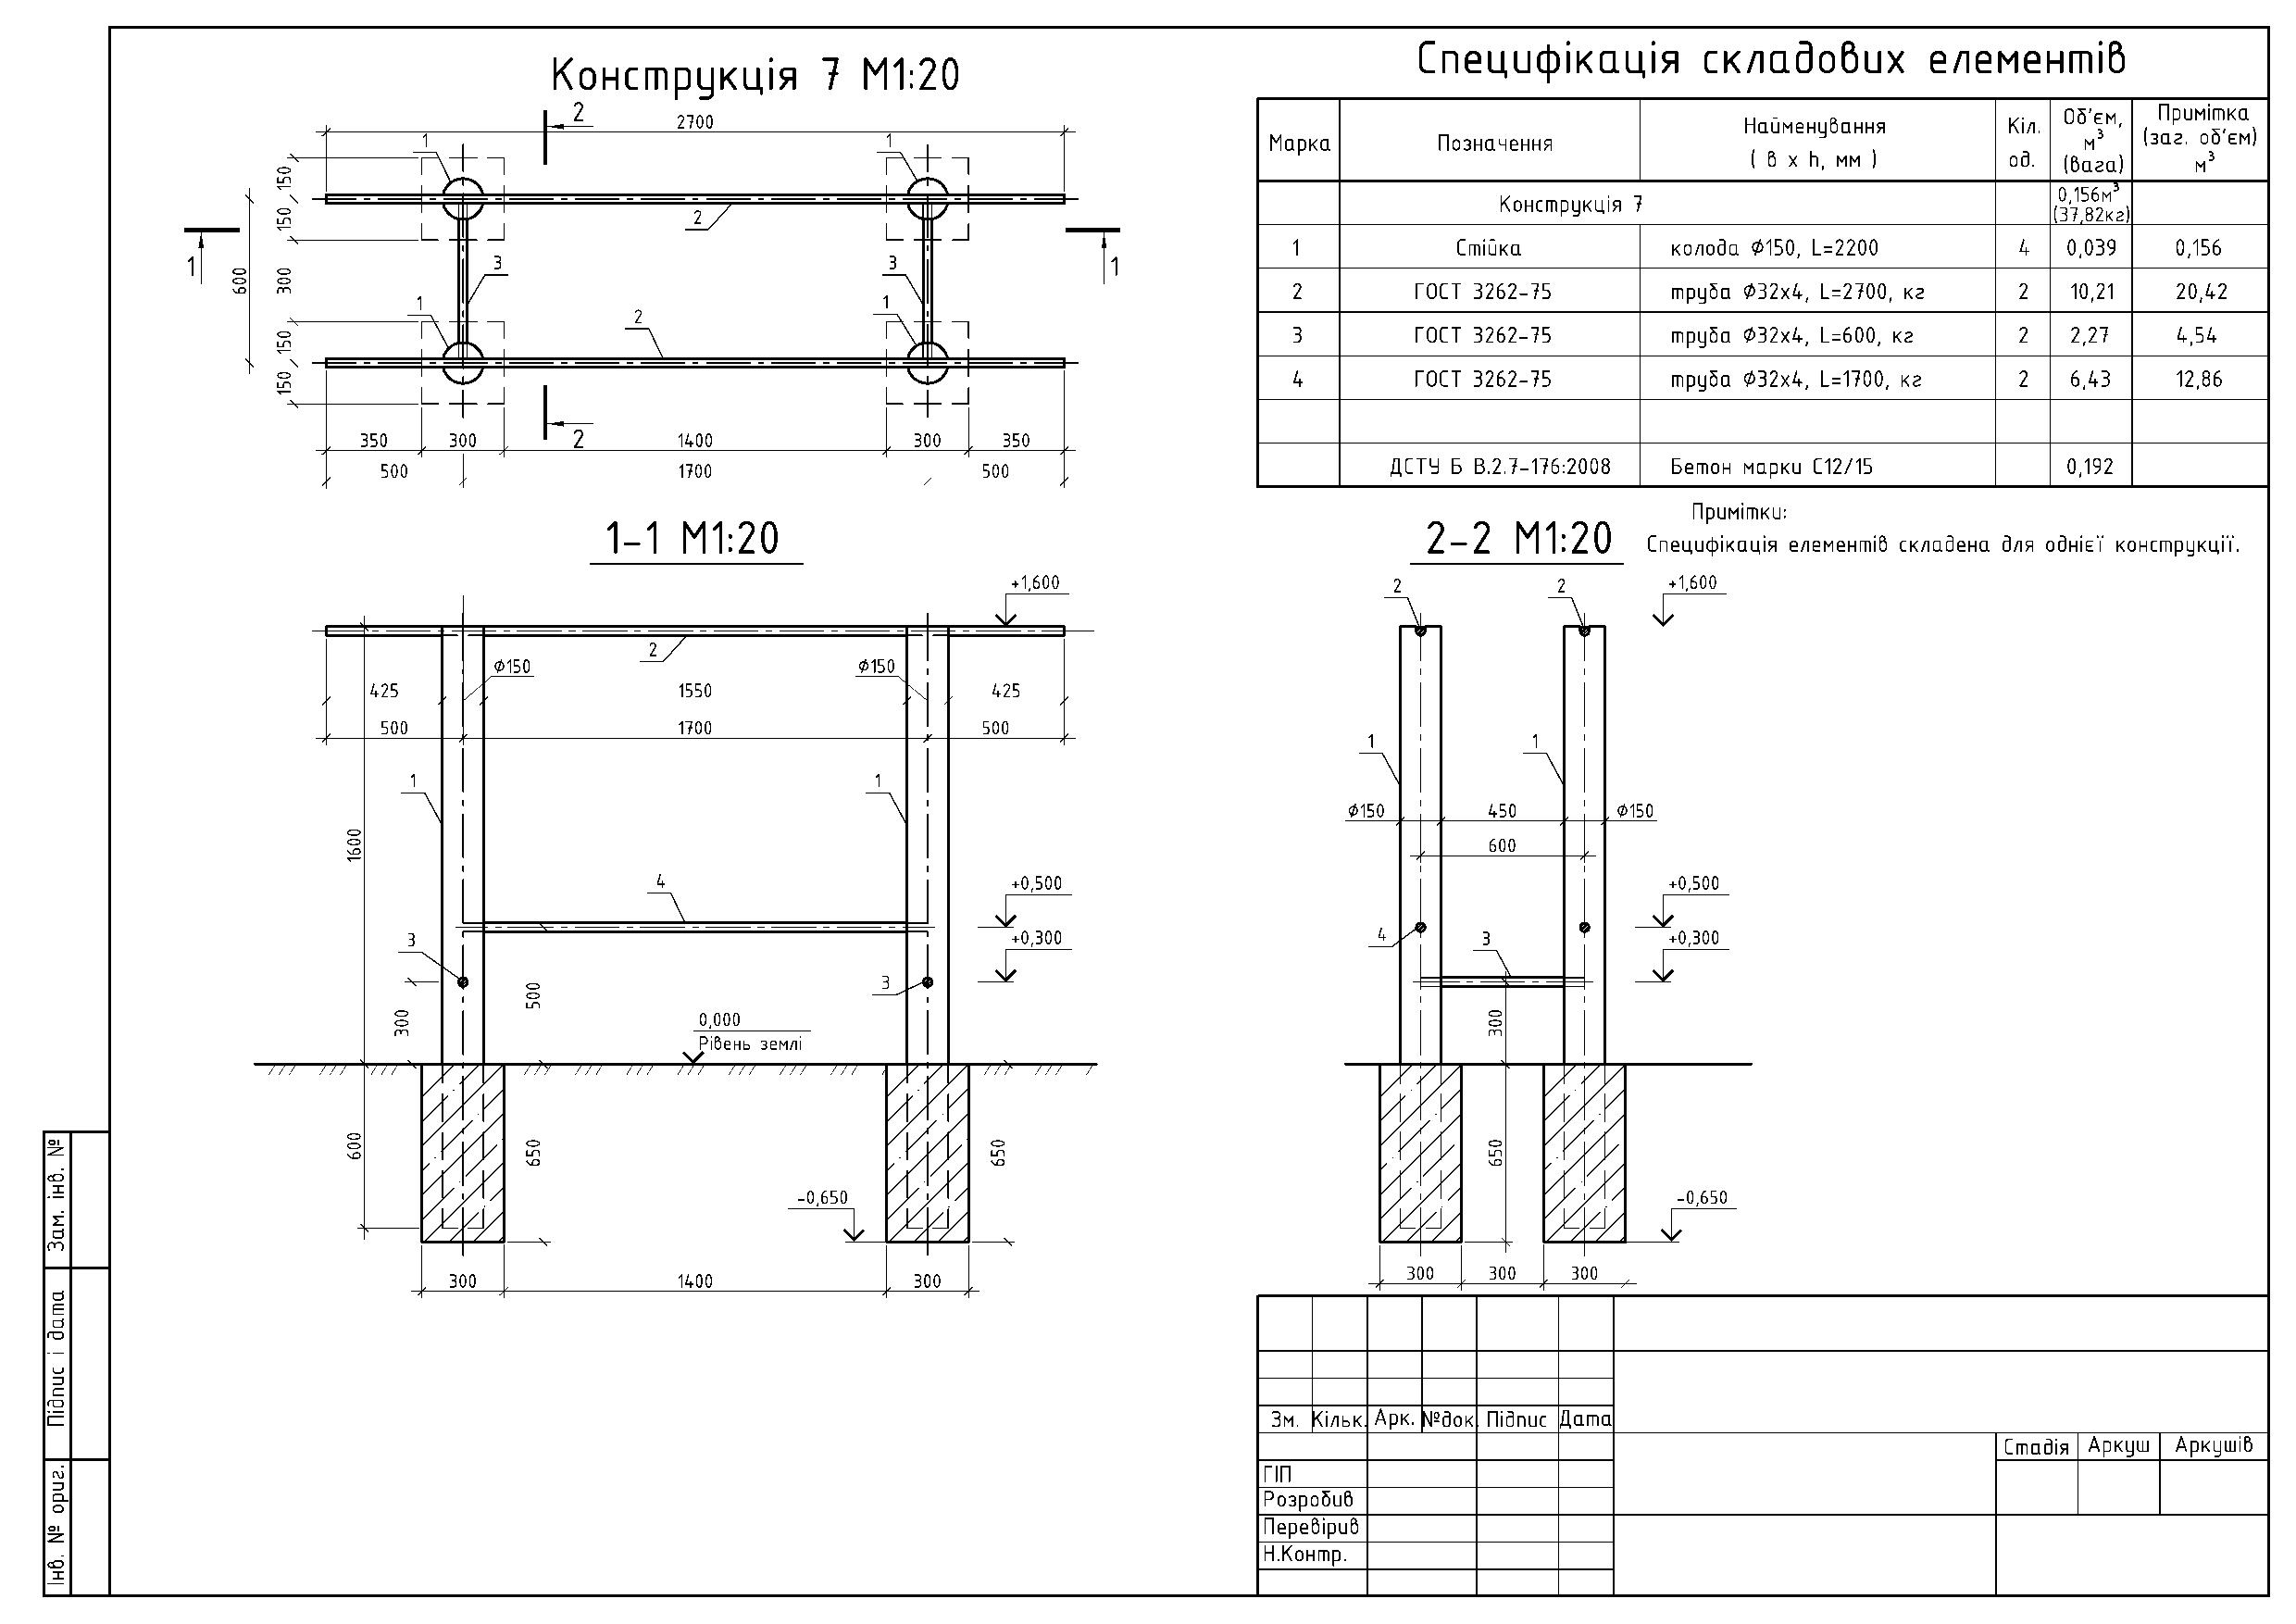 Конструкція 7 М1:20
2
2700
1
1
150
150
2
1
1
600
300
3
3
1
1
2
150
150
2
350
300
1400
300
350
500
1700
500
Специфікація складових елементів
Марка Позначення Найменування ( в х h, мм ) Кіл. од. Об'єм, м³ (вага) Примітка (заг. об'єм) м³
Конструкція 7 0,156м³ (37,82кг)
1 Стійка колода Ф150, L=2200 4 0,039 0,156
2 ГОСТ 3262-75 труба Ф32х4, L=2700, кг 2 10,21 20,42
3 ГОСТ 3262-75 труба Ф32х4, L=600, кг 2 2,27 4,54
4 ГОСТ 3262-75 труба Ф32х4, L=1700, кг 2 6,43 12,86
ДСТУ Б В.2.7-176:2008 Бетон марки С12/15 0,192
Примітки:
Специфікація елементів складена для однієї конструкції.
1-1 М1:20
+1,600
2
Ф150
Ф150
425
1550
425
500
1700
500
1
1
1600
4
+0,500
3
+0,300
3
500
300
0,000
Рівень землі
600
650
650
-0,650
300
1400
300
2-2 М1:20
2
2
+1,600
1
1
Ф150
450
Ф150
600
+0,500
4
3
+0,300
300
650
-0,650
300
300
300
Зм. Кільк. Арк. №док. Підпис Дата
Стадія Аркуш Аркушів
ГІП
Розробив
Перевірив
Н.Контр.
Зам. інв. №
Підпис і дата
Інв. № ориг.